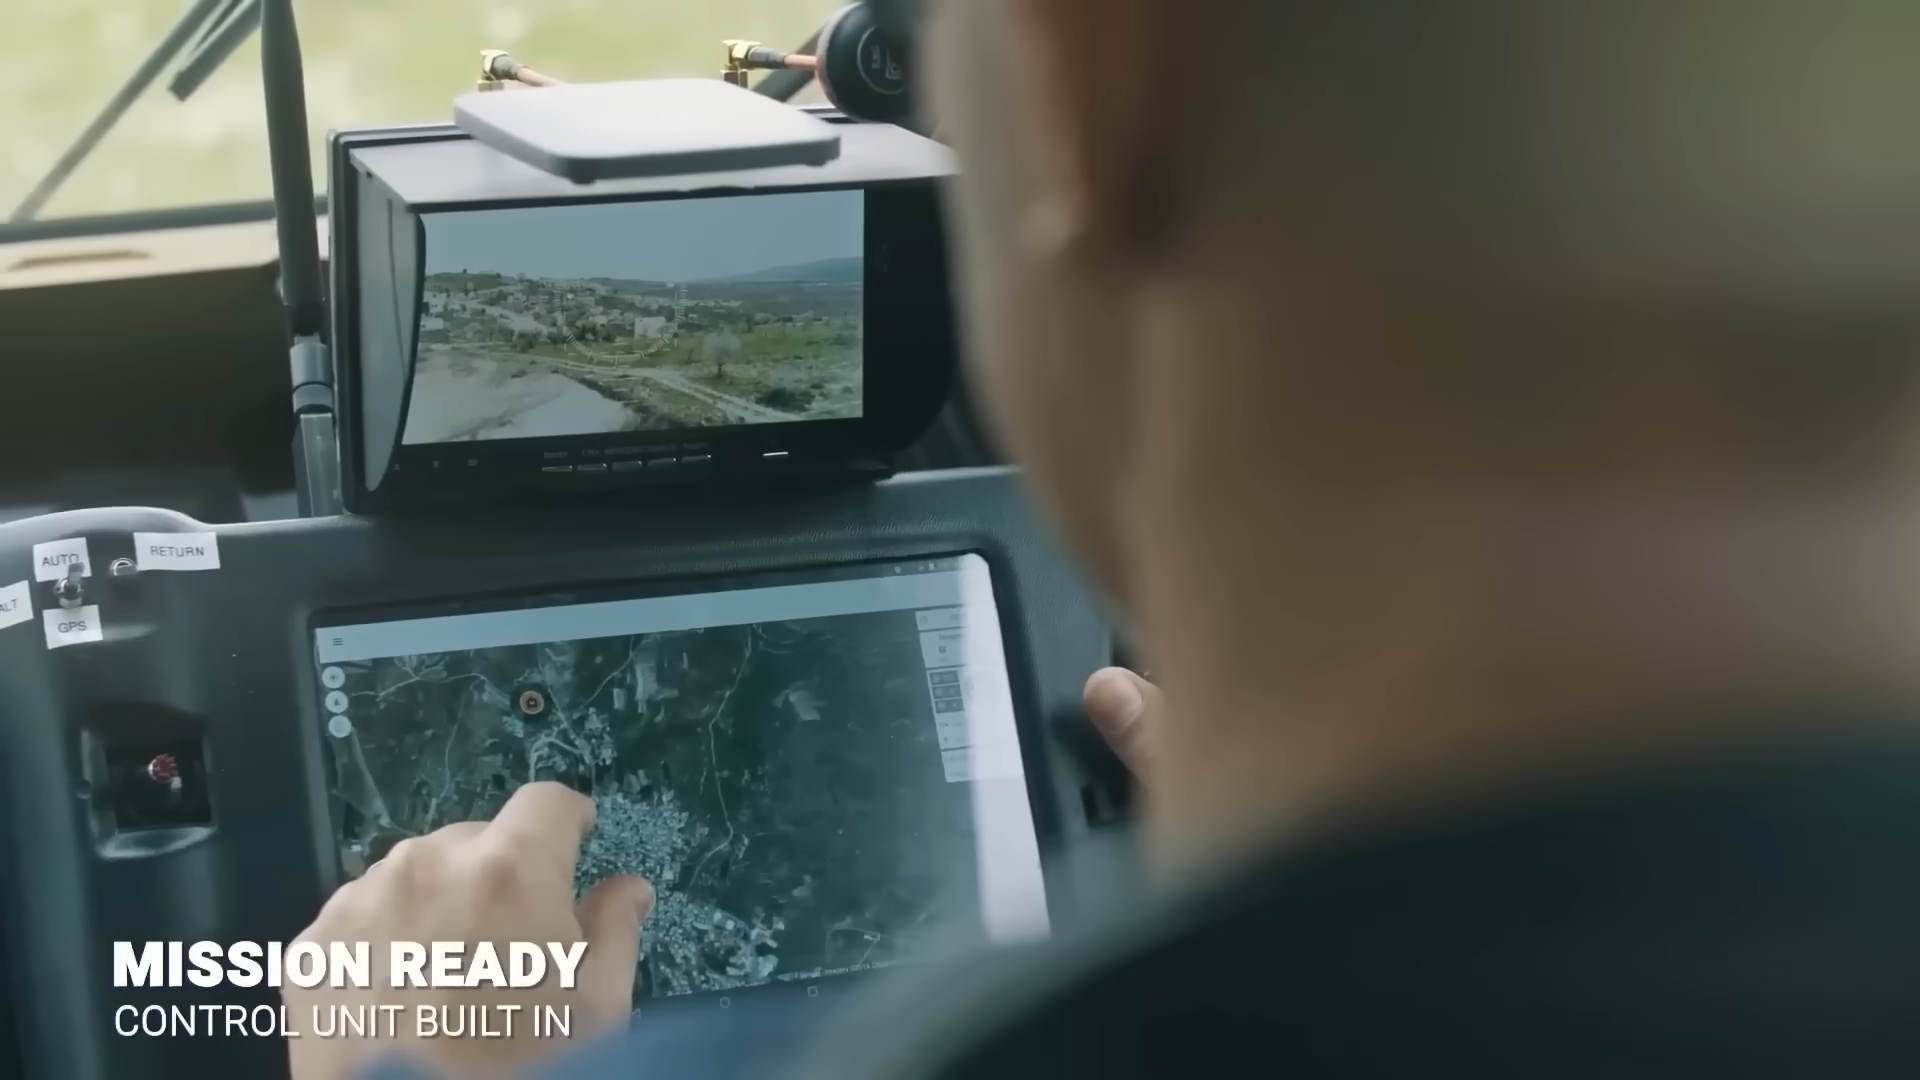 AUTO
RETURN
ALT
GPS
MISSION READY
CONTROL UNIT BUILT IN